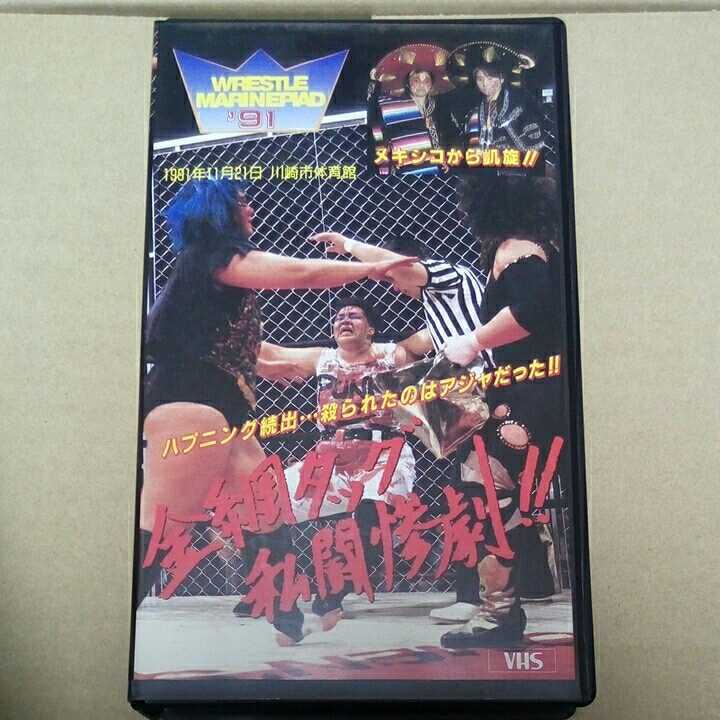 WRESTLE
MARINEPIAD
'91
メキシコから凱旋!!
1991年11月21日 川崎市体育館
ハプニング続出…殺られたのはアジャだった!!
金網タッグ
私闘惨劇!!
VHS